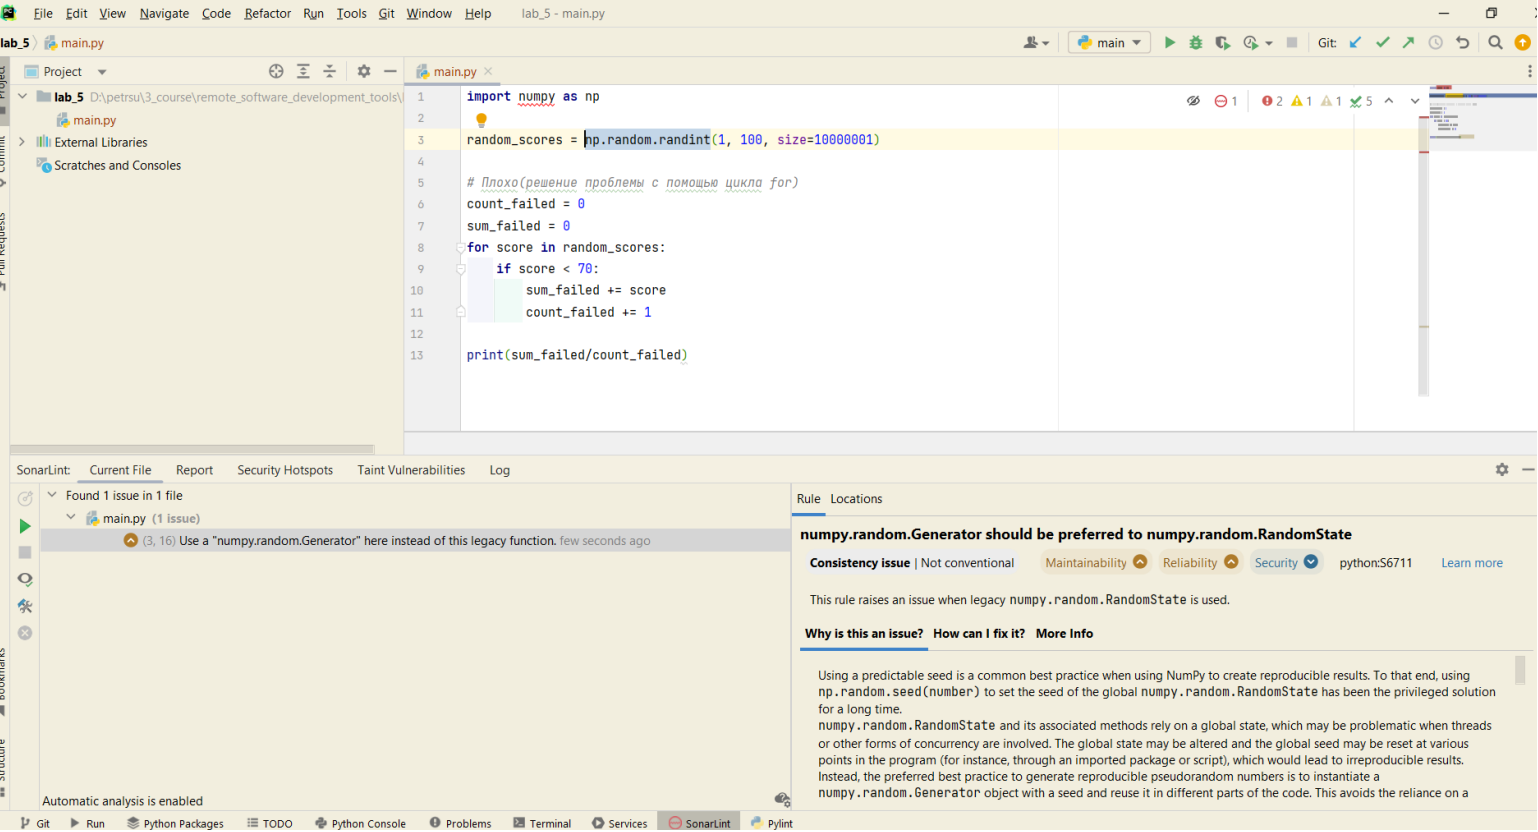 PC File Edit View Navigate Code Refactor Run Tools Git Window Help lab_5 - main.py
lab_5 main.py main Git:
Project main.py
lab_5 D:\petrsu\3_course\remote_software_development_tools\
main.py
External Libraries
Scratches and Consoles
Project
Commit
Pull Requests
Bookmarks
Structure
1 2 1 1 5
1 import numpy as np
2
3 random_scores = np.random.randint(1, 100, size=10000001)
4
5 # Плохо(решение проблемы с помощью цикла for)
6 count_failed = 0
7 sum_failed = 0
8 for score in random_scores:
9 if score < 70:
10 sum_failed += score
11 count_failed += 1
12
13 print(sum_failed/count_failed)
SonarLint: Current File Report Security Hotspots Taint Vulnerabilities Log
Found 1 issue in 1 file
main.py (1 issue)
(3, 16) Use a "numpy.random.Generator" here instead of this legacy function. few seconds ago
Automatic analysis is enabled
Rule Locations
numpy.random.Generator should be preferred to numpy.random.RandomState
Consistency issue | Not conventional Maintainability Reliability Security python:S6711 Learn more
This rule raises an issue when legacy numpy.random.RandomState is used.
Why is this an issue? How can I fix it? More Info
Using a predictable seed is a common best practice when using NumPy to create reproducible results. To that end, using
np.random.seed(number) to set the seed of the global numpy.random.RandomState has been the privileged solution
for a long time.
numpy.random.RandomState and its associated methods rely on a global state, which may be problematic when threads
or other forms of concurrency are involved. The global state may be altered and the global seed may be reset at various
points in the program (for instance, through an imported package or script), which would lead to irreproducible results.
Instead, the preferred best practice to generate reproducible pseudorandom numbers is to instantiate a
numpy.random.Generator object with a seed and reuse it in different parts of the code. This avoids the reliance on a
Git Run Python Packages TODO Python Console Problems Terminal Services SonarLint Pylint